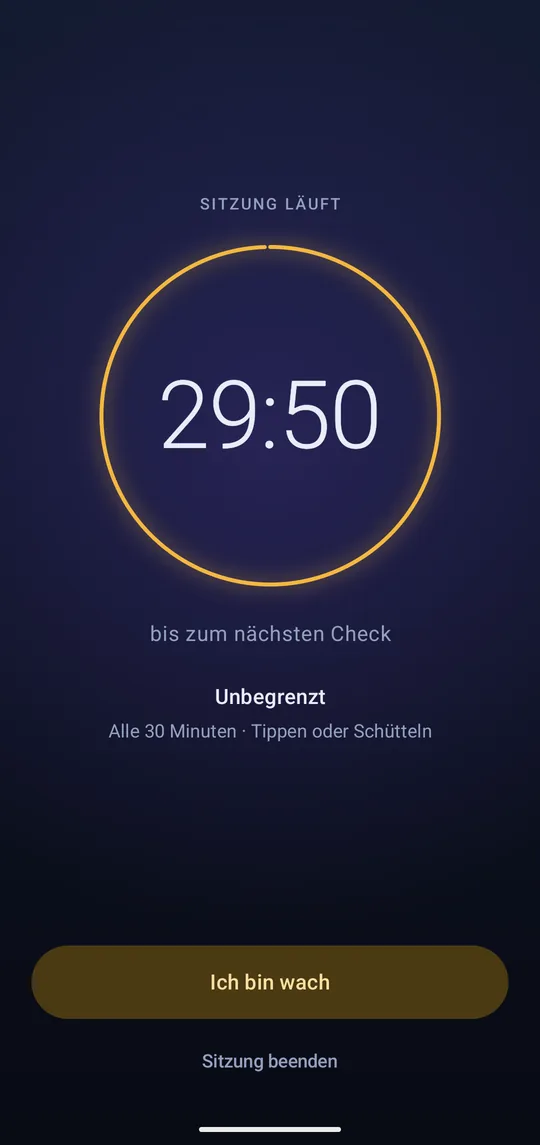 SITZUNG LÄUFT
29:50
bis zum nächsten Check
Unbegrenzt
Alle 30 Minuten · Tippen oder Schütteln
Ich bin wach
Sitzung beenden